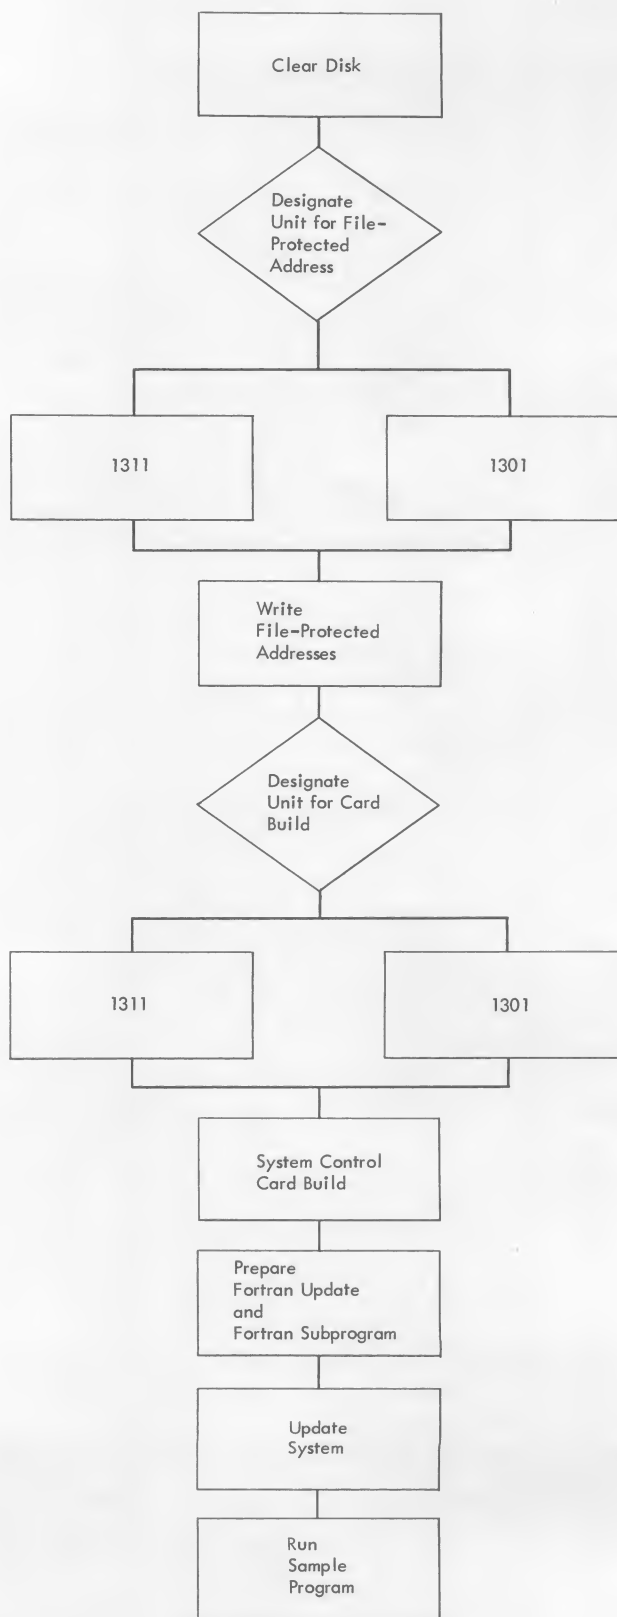 Clear Disk
Designate
Unit for File-
Protected
Address
1311
1301
Write
File-Protected
Addresses
Designate
Unit for Card
Build
1311
1301
System Control
Card Build
Prepare
Fortran Update
and
Fortran Subprogram
Update
System
Run
Sample
Program